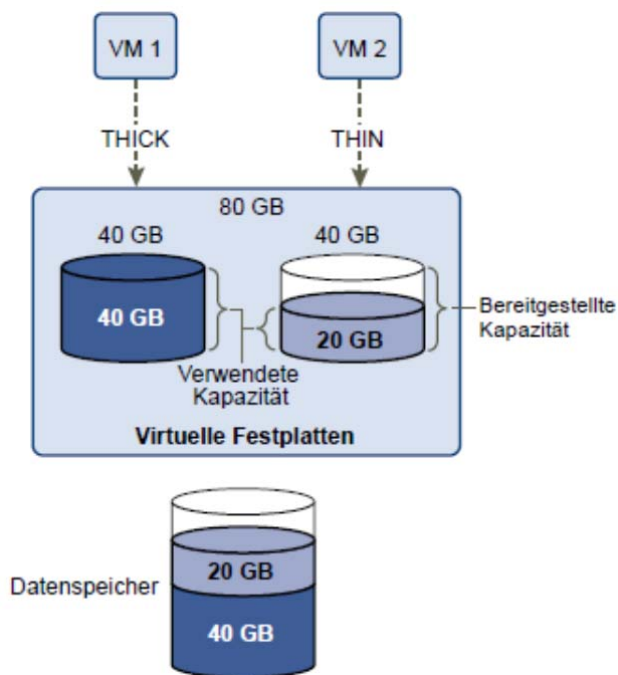 VM 1
VM 2
THICK
THIN
80 GB
40 GB
40 GB
40 GB
20 GB
Bereitgestellte
Kapazität
Verwendete
Kapazität
Virtuelle Festplatten
Datenspeicher
20 GB
40 GB